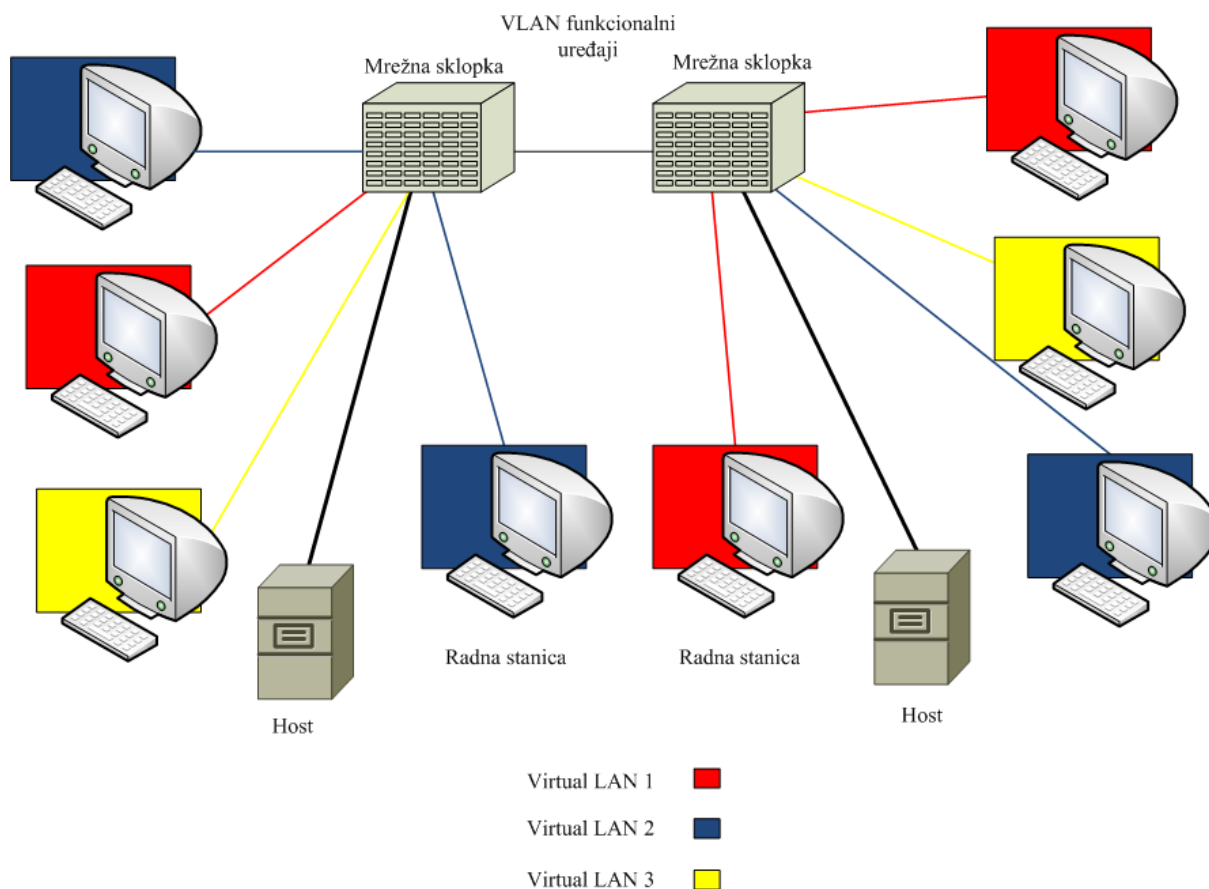 VLAN funkcionalni
uređaji
Mrežna sklopka
Mrežna sklopka
Radna stanica
Radna stanica
Host
Host
Virtual LAN 1
Virtual LAN 2
Virtual LAN 3